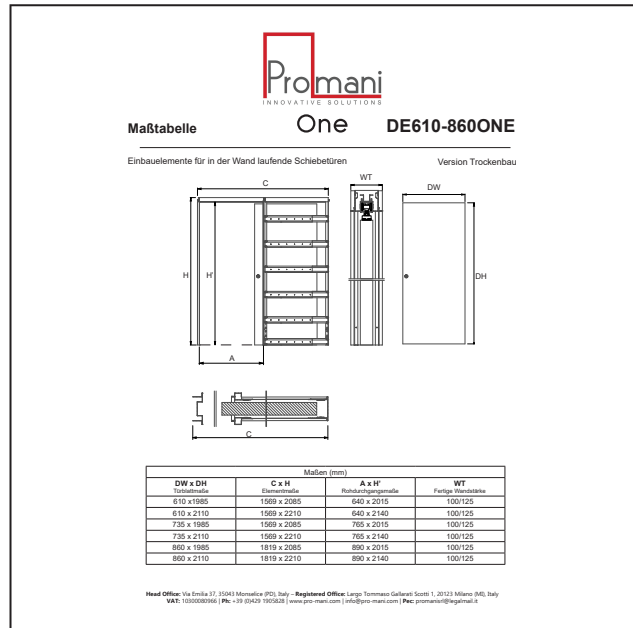 Promani
INNOVATIVE SOLUTIONS
Maßtabelle One DE610-860ONE
Einbauelemente für in der Wand laufende Schiebetüren Version Trockenbau
C WT DW
H H' DH
A
C
Maßen (mm)
DW x DH C x H A x H' WT
Türblattmaße Elementmaße Rohdurchgangsmaße Fertige Wandstärke
610 x1985 1569 x 2085 640 x 2015 100/125
610 x 2110 1569 x 2210 640 x 2140 100/125
735 x 1985 1569 x 2085 765 x 2015 100/125
735 x 2110 1569 x 2210 765 x 2140 100/125
860 x 1985 1819 x 2085 890 x 2015 100/125
860 x 2110 1819 x 2210 890 x 2140 100/125
Head Office: Via Emilia 37, 35043 Monselice (PD), Italy – Registered Office: Largo Tommaso Gallarati Scotti 1, 20123 Milano (MI), Italy
VAT: 10300080966 | Ph: +39 (0)429 1905828 | www.pro-mani.com | info@pro-mani.com | Pec: promanisrl@legalmail.it